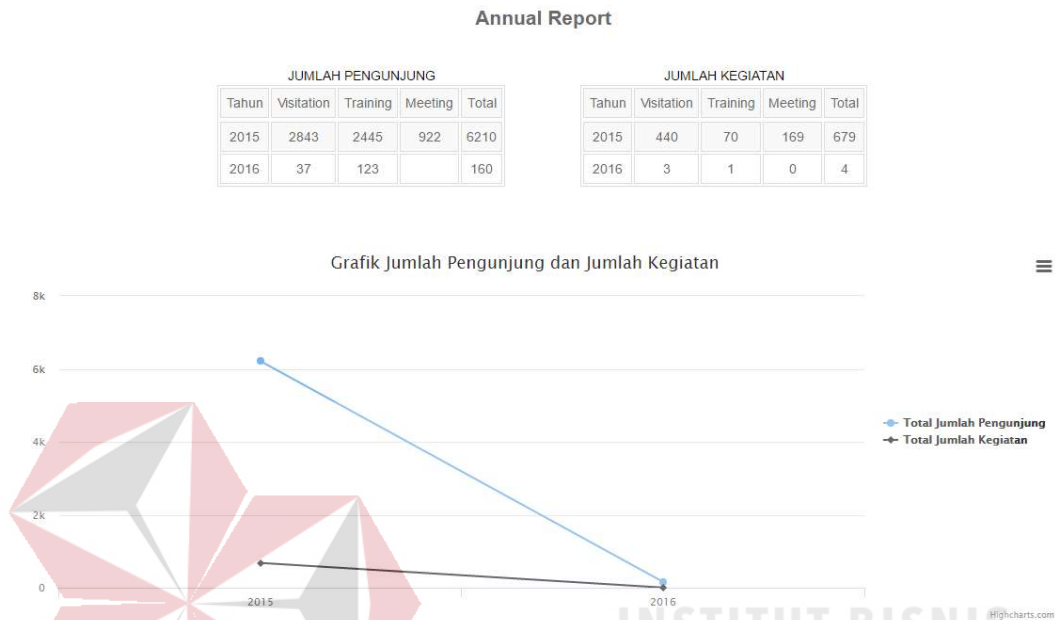 Annual Report
JUMLAH PENGUNJUNG
Tahun Visitation Training Meeting Total
2015 2843 2445 922 6210
2016 37 123 160
JUMLAH KEGIATAN
Tahun Visitation Training Meeting Total
2015 440 70 169 679
2016 3 1 0 4
Grafik Jumlah Pengunjung dan Jumlah Kegiatan
8k
6k
4k
2k
0
2015 2016
Total Jumlah Pengunjung
Total Jumlah Kegiatan
INSTITUT BISNIS
Highcharts.com